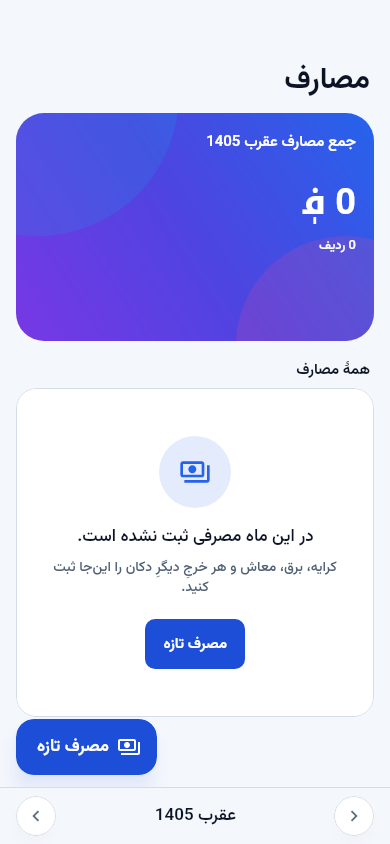 مصارف
جمع مصارف عقرب 1405
0 ؋
0 ردیف
همهٔ مصارف
در این ماه مصرفی ثبت نشده است.
کرایه، برق، معاش و هر خرجِ دیگرِ دکان را این‌جا ثبت
کنید.
مصرف تازه
مصرف تازه
عقرب 1405